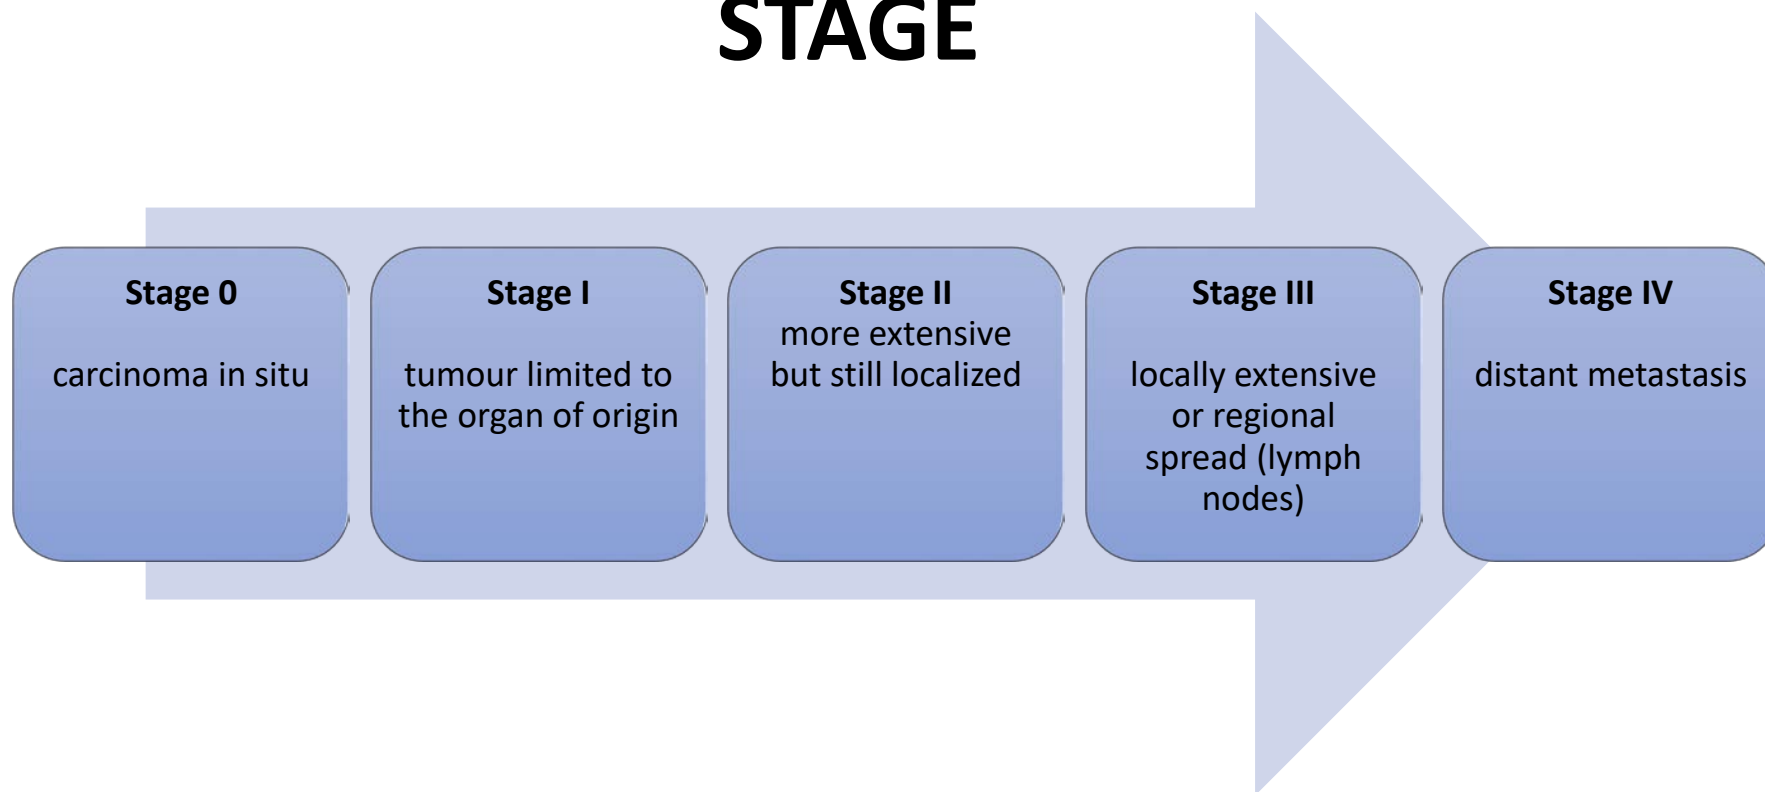 STAGE
Stage 0
carcinoma in situ
Stage I
tumour limited to
the organ of origin
Stage II
more extensive
but still localized
Stage III
locally extensive
or regional
spread (lymph
nodes)
Stage IV
distant metastasis